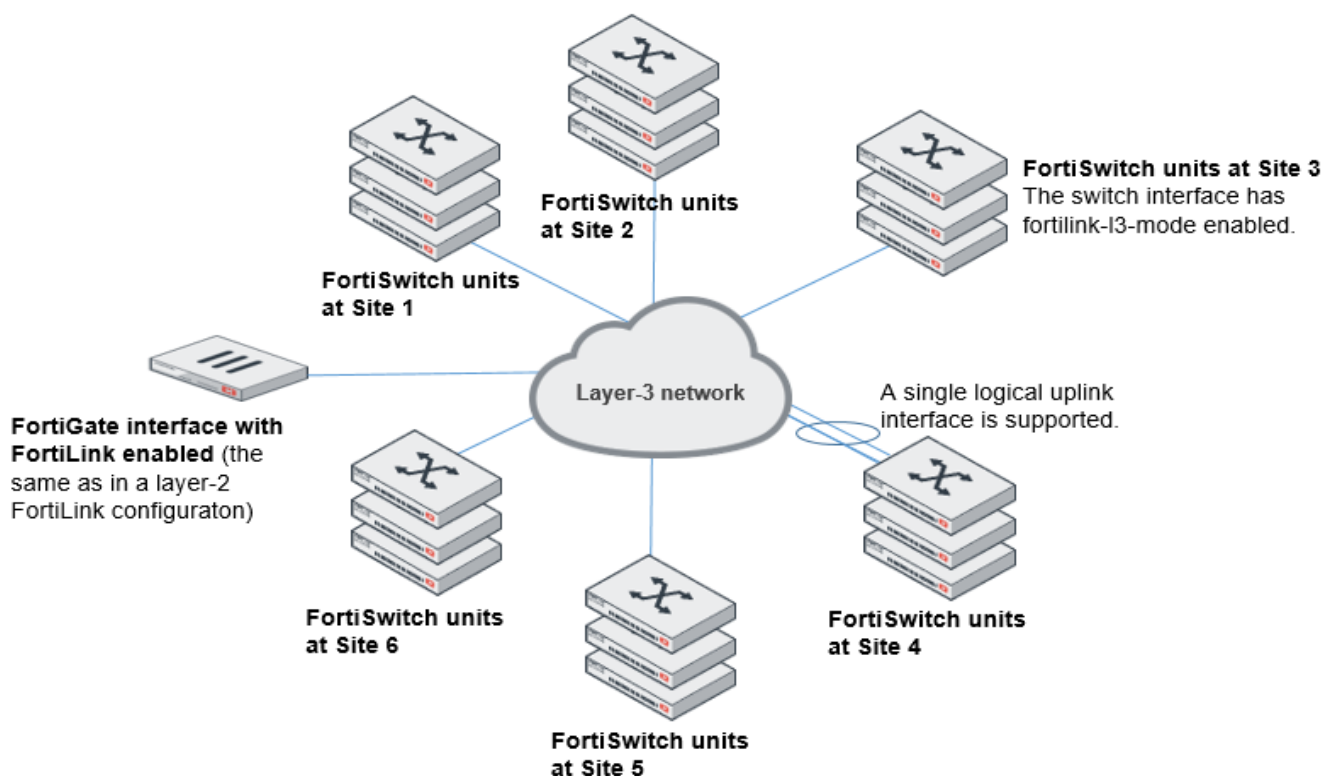 FortiSwitch units
at Site 2
FortiSwitch units at Site 3
The switch interface has
fortilink-l3-mode enabled.
FortiSwitch units
at Site 1
Layer-3 network
A single logical uplink
interface is supported.
FortiGate interface with
FortiLink enabled (the
same as in a layer-2
FortiLink configuraton)
FortiSwitch units
at Site 6
FortiSwitch units
at Site 4
FortiSwitch units
at Site 5